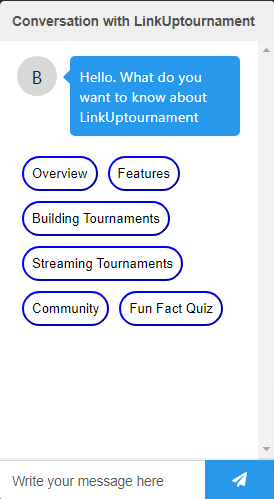 Conversation with LinkUptournament
B
Hello. What do you
want to know about
LinkUptournament
Overview
Features
Building Tournaments
Streaming Tournaments
Community
Fun Fact Quiz
Write your message here